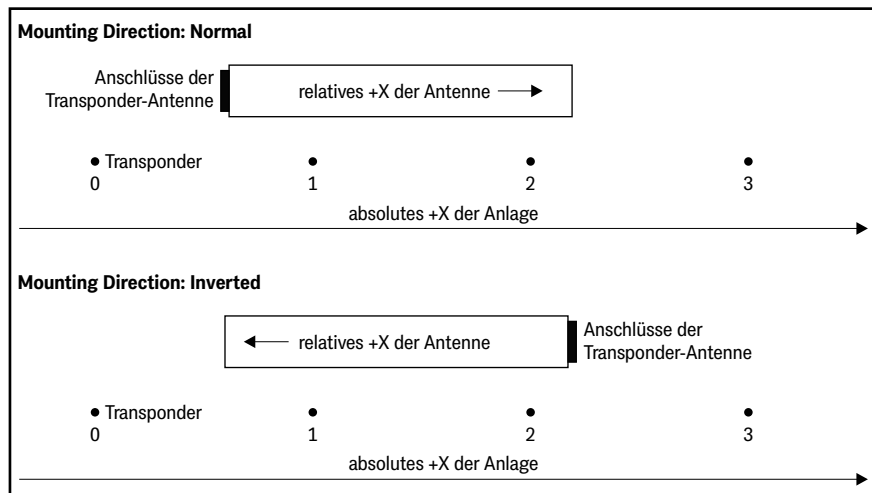 Mounting Direction: Normal
Anschlüsse der
Transponder-Antenne
relatives +X der Antenne
Transponder
0 1 2 3
absolutes +X der Anlage
Mounting Direction: Inverted
relatives +X der Antenne
Anschlüsse der
Transponder-Antenne
Transponder
0 1 2 3
absolutes +X der Anlage